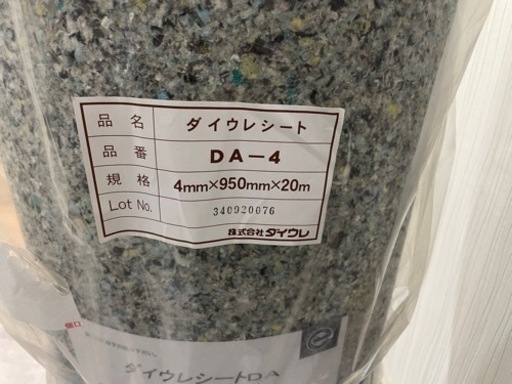 品名 ダイウレシート
品番 DA-4
規格 4mm×950mm×20m
Lot No. 340920076
株式会社ダイウレ
樋口
ダイウレシートDA